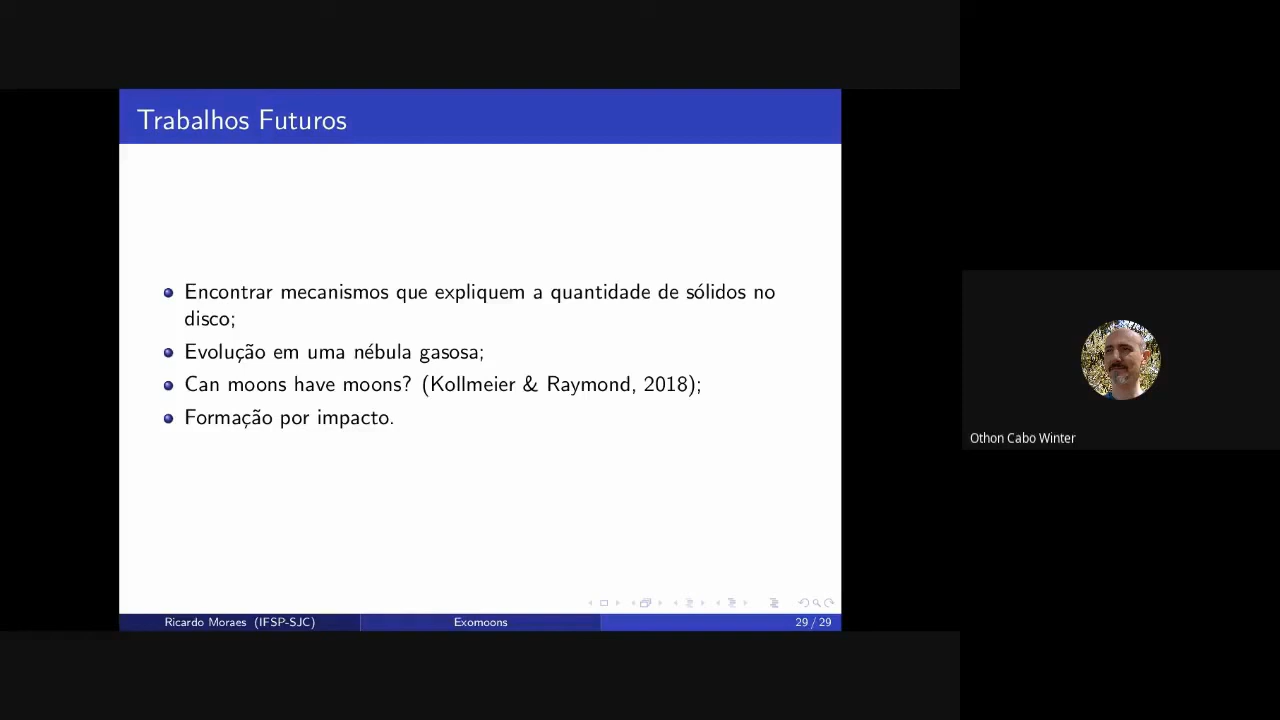 Trabalhos Futuros
Encontrar mecanismos que expliquem a quantidade de sólidos no
disco;
Evolução em uma nébula gasosa;
Can moons have moons? (Kollmeier & Raymond, 2018);
Formação por impacto.
Ricardo Moraes (IFSP-SJC)
Exomoons
29 / 29
Othon Cabo Winter